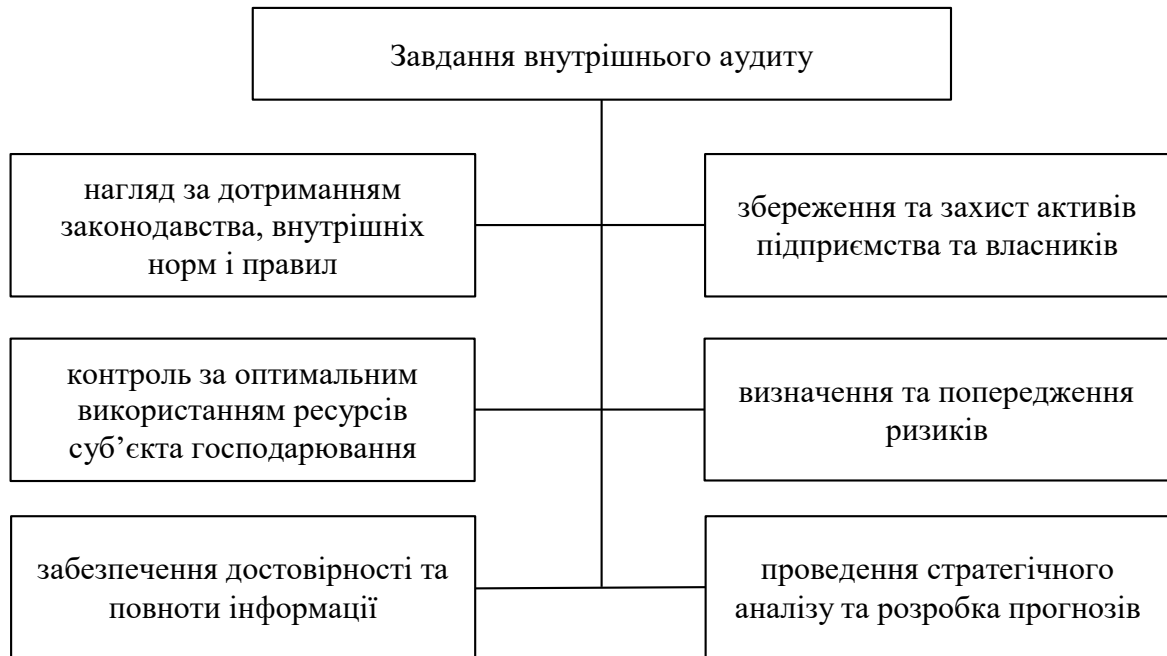 Завдання внутрішнього аудиту
нагляд за дотриманням
законодавства, внутрішніх
норм і правил
збереження та захист активів
підприємства та власників
контроль за оптимальним
використанням ресурсів
суб’єкта господарювання
визначення та попередження
ризиків
забезпечення достовірності та
повноти інформації
проведення стратегічного
аналізу та розробка прогнозів